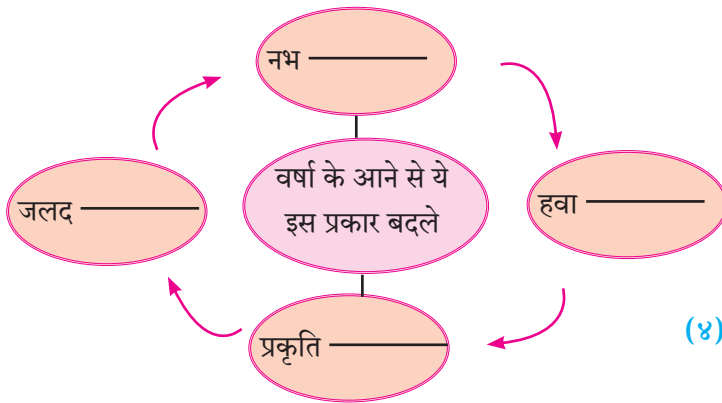 नभ
वर्षा के आने से ये
इस प्रकार बदले
जलद
हवा
प्रकृति
(४)